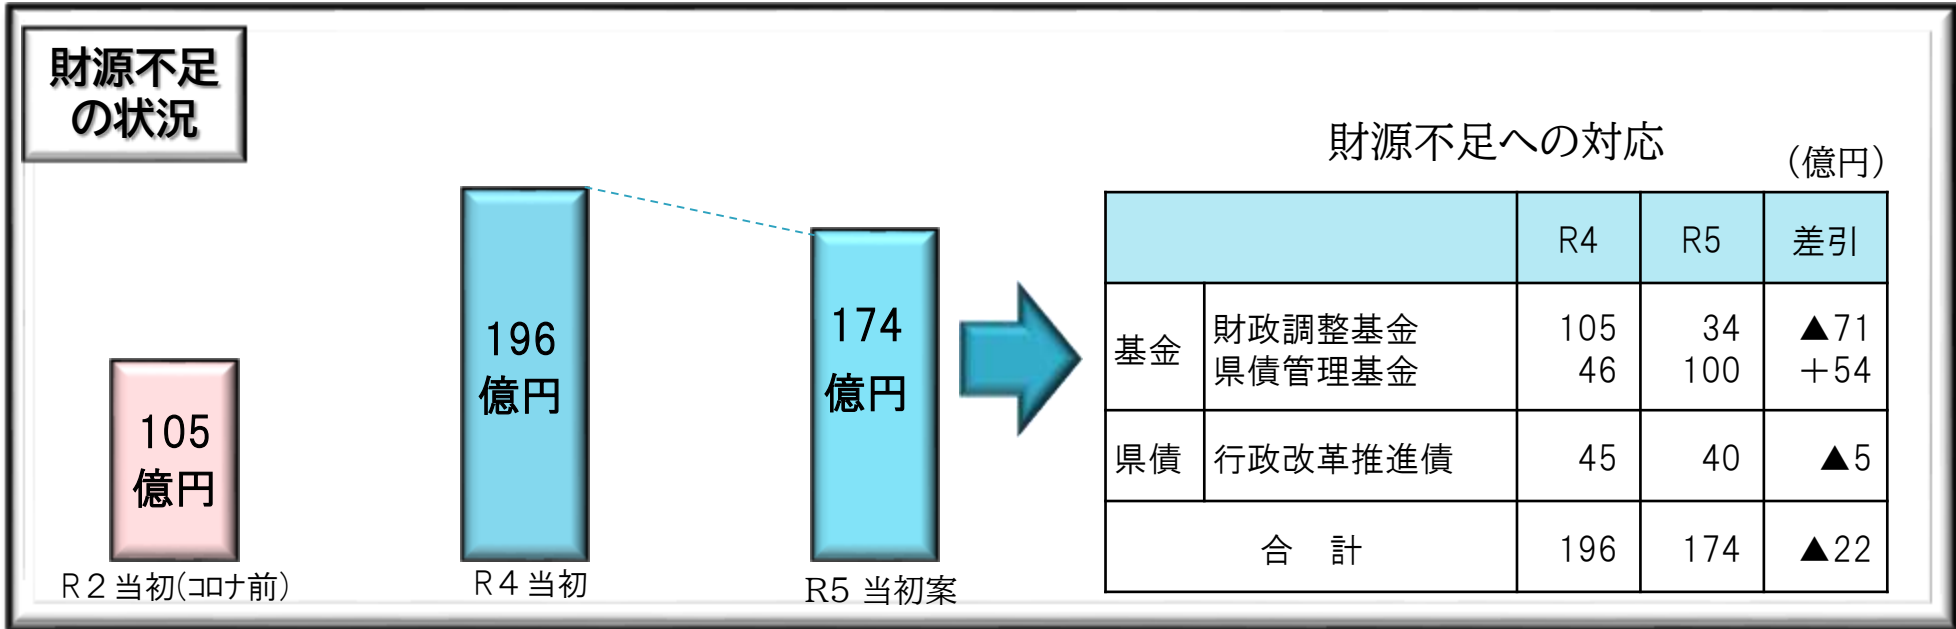 財源不足
の状況
105
億円
R2当初(コロナ前)
196
億円
R4当初
174
億円
R5 当初案
財源不足への対応
(億円)
R4 R5 差引
基金 財政調整基金 105 34 ▲71
県債管理基金 46 100 +54
県債 行政改革推進債 45 40 ▲5
合 計 196 174 ▲22